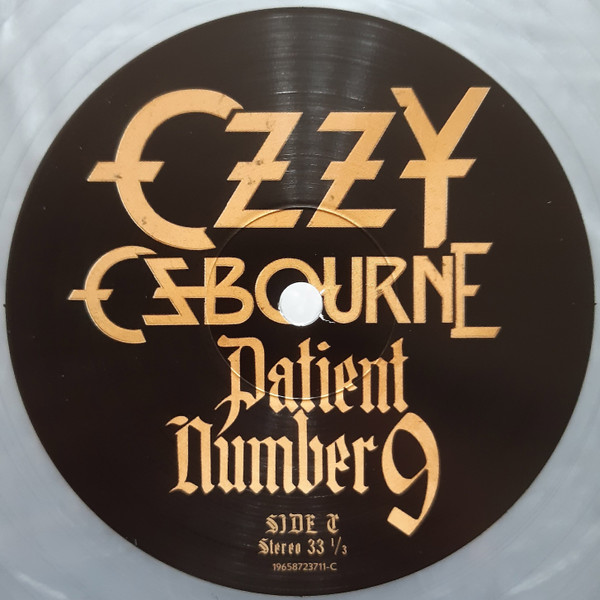 OZZY
OSBOURNE
Patient
Number 9
SIDE C
Stereo 33 1/3
19658723711-C